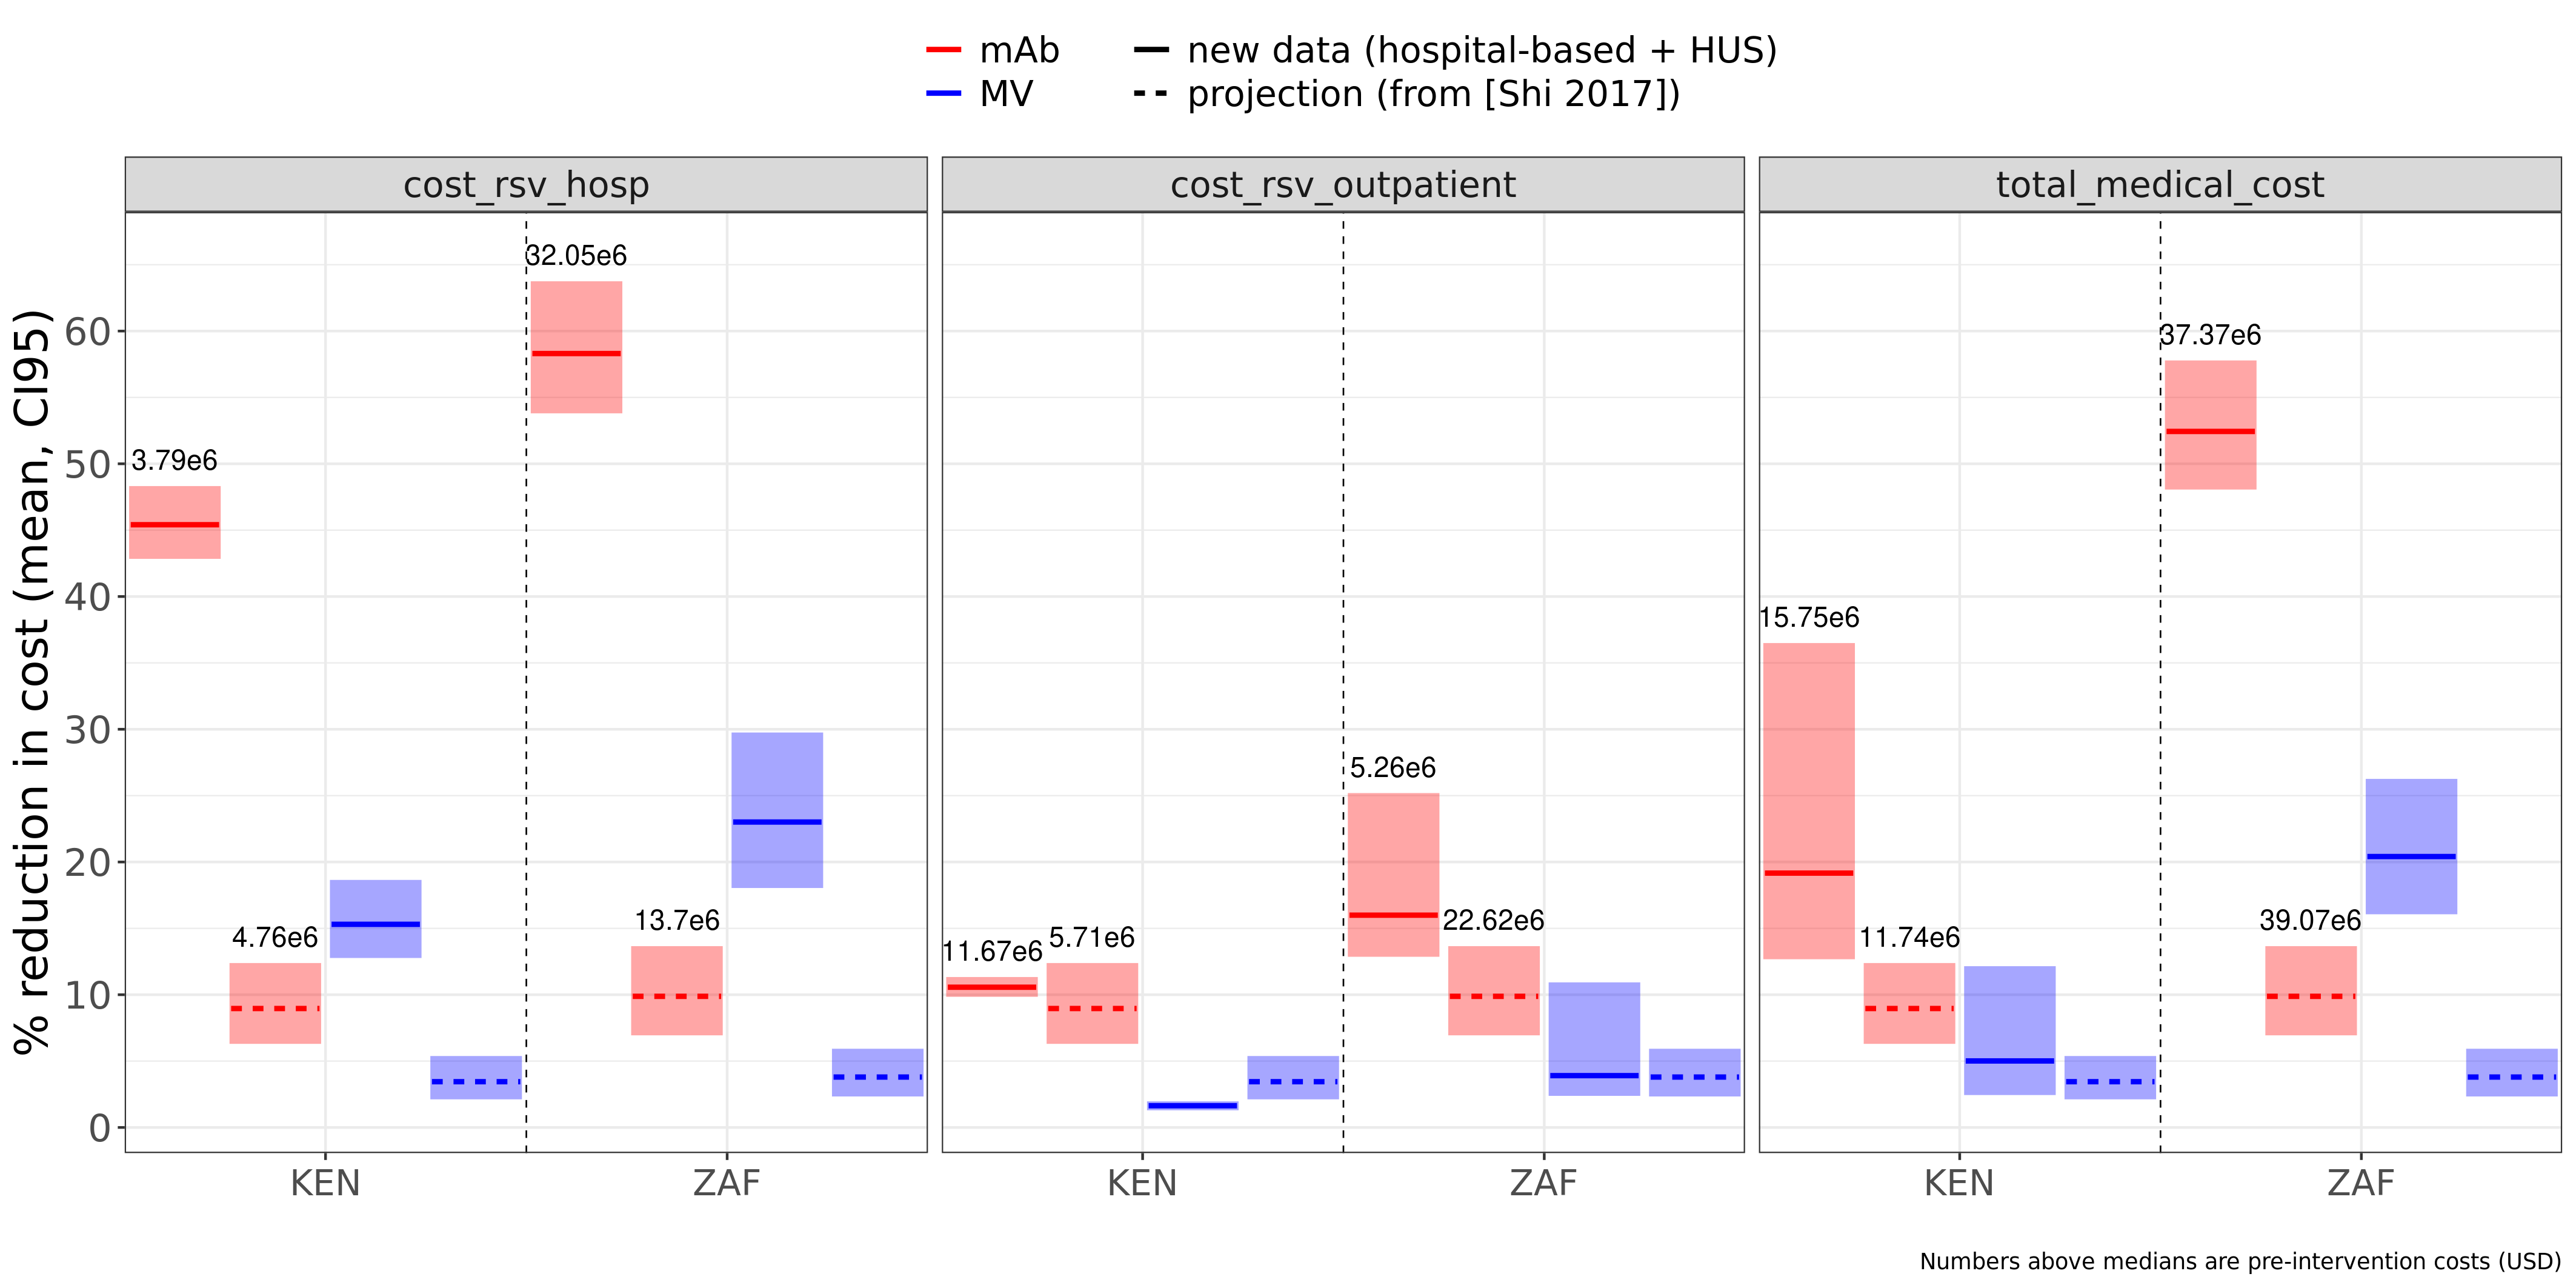 mAb
MV
new data (hospital-based + HUS)
projection (from [Shi 2017])
cost_rsv_hosp
cost_rsv_outpatient
total_medical_cost
% reduction in cost (mean, CI95)
60
50
40
30
20
10
0
3.79e6
4.76e6
32.05e6
13.7e6
11.67e6
5.71e6
5.26e6
22.62e6
15.75e6
11.74e6
37.37e6
39.07e6
KEN
ZAF
KEN
ZAF
KEN
ZAF
Numbers above medians are pre-intervention costs (USD)